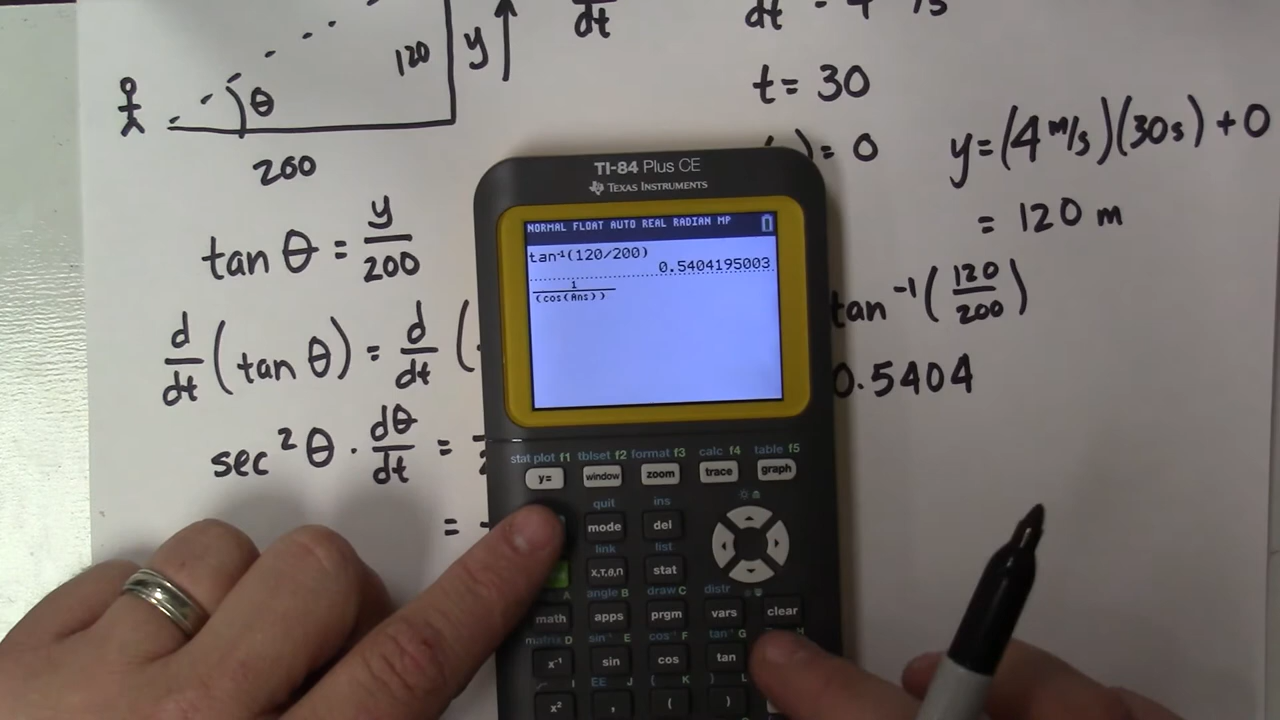 dt
dt = 4 m/s
120
y
θ
200
t = 30
) = 0
y = (4 m/s)(30s) + 0
= 120 m
tan θ = y/200
tan⁻¹(120/200)
0.5404
d/dt (tan θ) = d/dt (
sec²θ · dθ/dt =
=
TI-84 Plus CE
TEXAS INSTRUMENTS
NORMAL FLOAT AUTO REAL RADIAN MP
tan⁻¹(120/200)
0.5404195003
1
(cos(Ans))
stat plot f1 tblset f2 format f3 calc f4 table f5
y= window zoom trace graph
quit ins
mode del
link list
X,T,θ,n stat
A angle B draw C distr
math apps prgm vars clear
matrix D sin⁻¹ E cos⁻¹ F tan⁻¹ G H
x⁻¹ sin cos tan
I EE J { K } L
x² , ( )